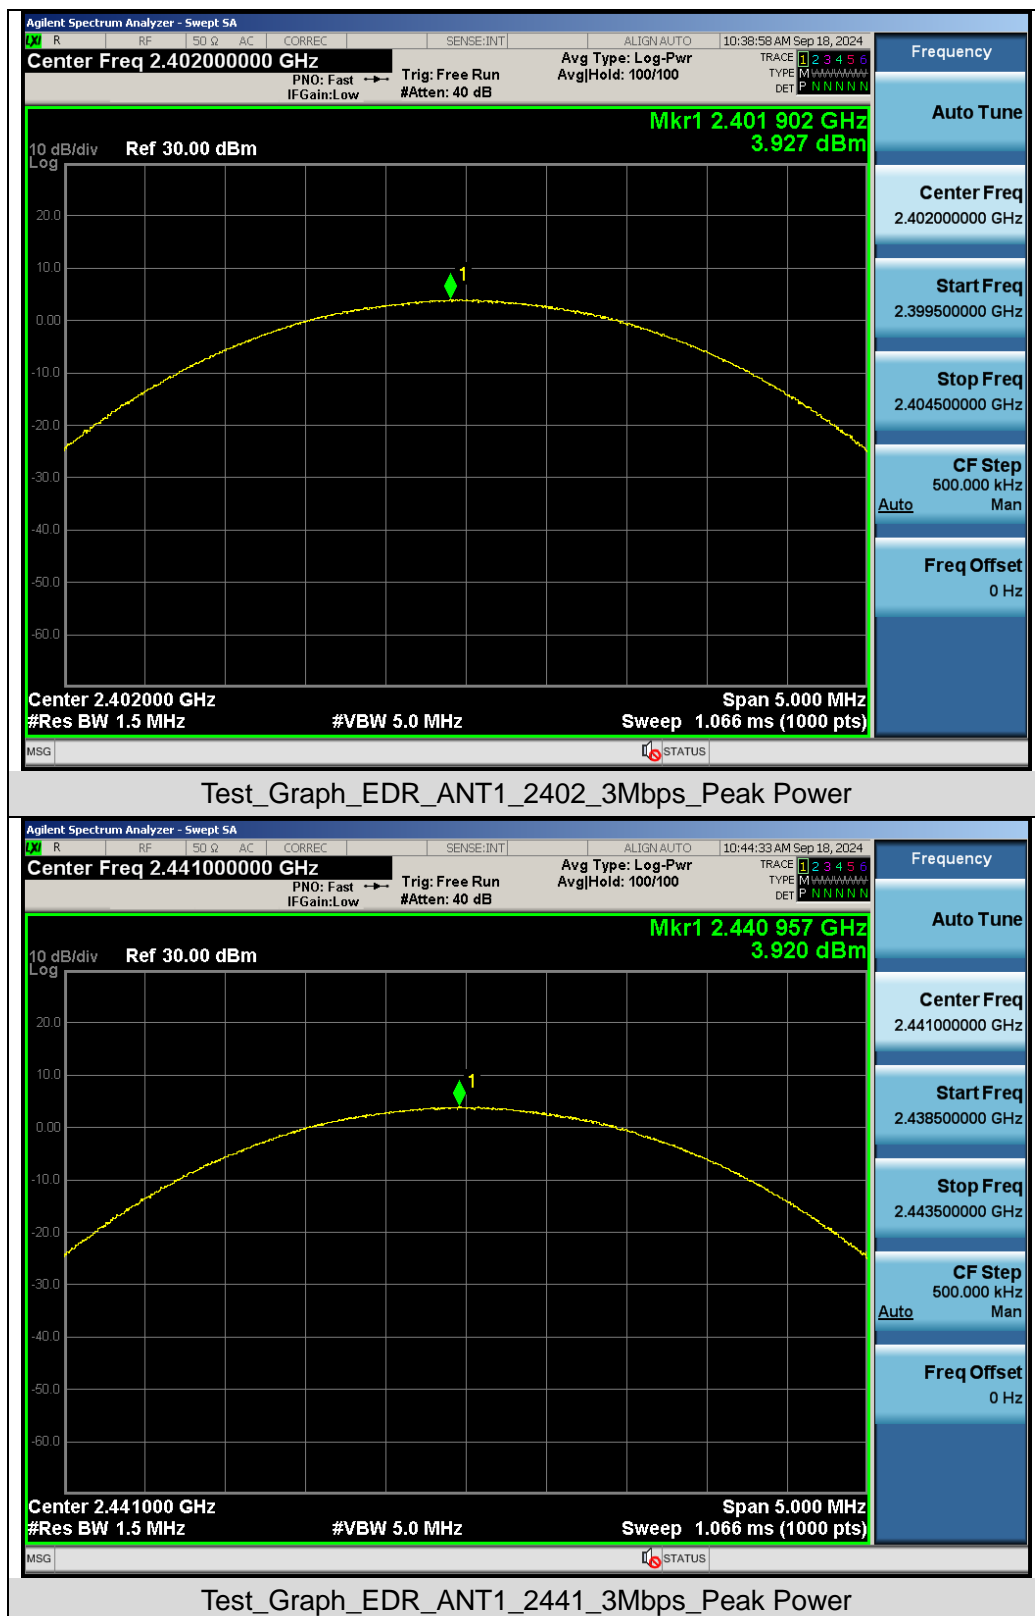 Agilent Spectrum Analyzer - Swept SA
LXI R RF 50 Ω AC CORREC SENSE:INT ALIGN AUTO 10:38:58 AM Sep 18, 2024
Center Freq 2.402000000 GHz
PNO: Fast
IFGain:Low
Trig: Free Run
#Atten: 40 dB
Avg Type: Log-Pwr
Avg|Hold: 100/100
TRACE 1 2 3 4 5 6
TYPE M
DET P N N N N N
Mkr1 2.401 902 GHz
3.927 dBm
10 dB/div Ref 30.00 dBm
Log
20.0
10.0
0.00
-10.0
-20.0
-30.0
-40.0
-50.0
-60.0
1
Center 2.402000 GHz Span 5.000 MHz
#Res BW 1.5 MHz #VBW 5.0 MHz Sweep 1.066 ms (1000 pts)
MSG STATUS
Frequency
Auto Tune
Center Freq
2.402000000 GHz
Start Freq
2.399500000 GHz
Stop Freq
2.404500000 GHz
CF Step
500.000 kHz
Auto Man
Freq Offset
0 Hz
Test_Graph_EDR_ANT1_2402_3Mbps_Peak Power
Agilent Spectrum Analyzer - Swept SA
LXI R RF 50 Ω AC CORREC SENSE:INT ALIGN AUTO 10:44:33 AM Sep 18, 2024
Center Freq 2.441000000 GHz
PNO: Fast
IFGain:Low
Trig: Free Run
#Atten: 40 dB
Avg Type: Log-Pwr
Avg|Hold: 100/100
TRACE 1 2 3 4 5 6
TYPE M
DET P N N N N N
Mkr1 2.440 957 GHz
3.920 dBm
10 dB/div Ref 30.00 dBm
Log
20.0
10.0
0.00
-10.0
-20.0
-30.0
-40.0
-50.0
-60.0
1
Center 2.441000 GHz Span 5.000 MHz
#Res BW 1.5 MHz #VBW 5.0 MHz Sweep 1.066 ms (1000 pts)
MSG STATUS
Frequency
Auto Tune
Center Freq
2.441000000 GHz
Start Freq
2.438500000 GHz
Stop Freq
2.443500000 GHz
CF Step
500.000 kHz
Auto Man
Freq Offset
0 Hz
Test_Graph_EDR_ANT1_2441_3Mbps_Peak Power